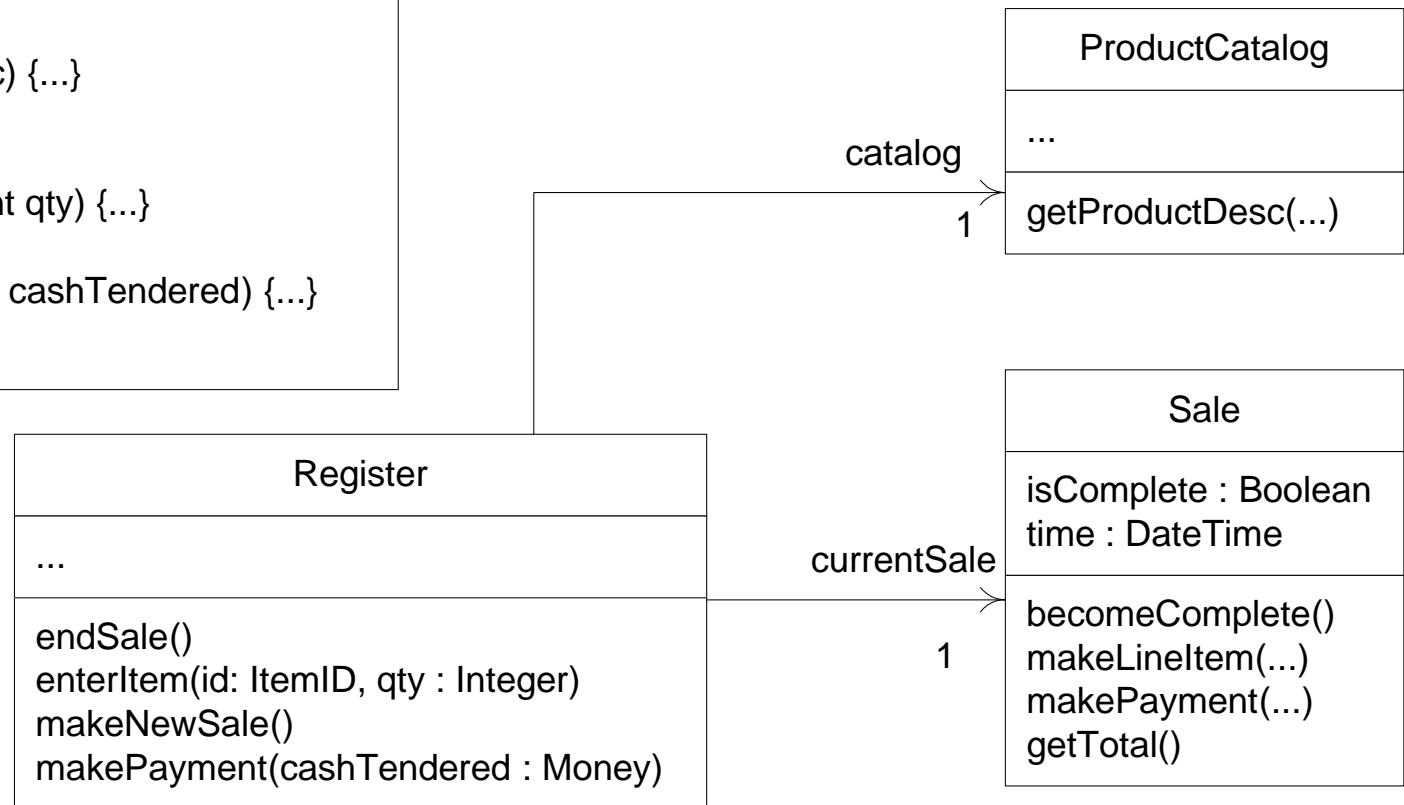 ) {...}
qty) {...}
cashTendered) {...}
ProductCatalog
...
getProductDesc(...)
catalog
1
Register
...
endSale()
enterItem(id: ItemID, qty : Integer)
makeNewSale()
makePayment(cashTendered : Money)
currentSale
1
Sale
isComplete : Boolean
time : DateTime
becomeComplete()
makeLineItem(...)
makePayment(...)
getTotal()